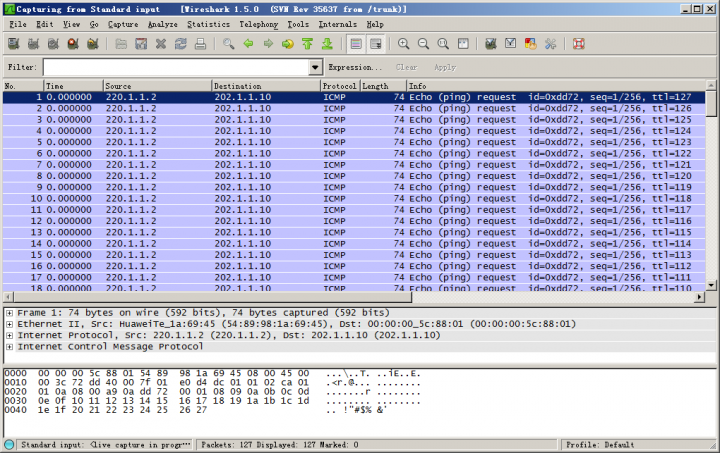 Capturing from Standard input   [Wireshark 1.5.0  (SVN Rev 35637 from /trunk)]
File Edit View Go Capture Analyze Statistics Telephony Tools Internals Help
Filter: Expression... Clear Apply
No. Time Source Destination Protocol Length Info
1 0.000000 220.1.1.2 202.1.1.10 ICMP 74 Echo (ping) request id=0xdd72, seq=1/256, ttl=127
2 0.000000 220.1.1.2 202.1.1.10 ICMP 74 Echo (ping) request id=0xdd72, seq=1/256, ttl=126
3 0.000000 220.1.1.2 202.1.1.10 ICMP 74 Echo (ping) request id=0xdd72, seq=1/256, ttl=125
4 0.000000 220.1.1.2 202.1.1.10 ICMP 74 Echo (ping) request id=0xdd72, seq=1/256, ttl=124
5 0.000000 220.1.1.2 202.1.1.10 ICMP 74 Echo (ping) request id=0xdd72, seq=1/256, ttl=123
6 0.000000 220.1.1.2 202.1.1.10 ICMP 74 Echo (ping) request id=0xdd72, seq=1/256, ttl=122
7 0.000000 220.1.1.2 202.1.1.10 ICMP 74 Echo (ping) request id=0xdd72, seq=1/256, ttl=121
8 0.000000 220.1.1.2 202.1.1.10 ICMP 74 Echo (ping) request id=0xdd72, seq=1/256, ttl=120
9 0.000000 220.1.1.2 202.1.1.10 ICMP 74 Echo (ping) request id=0xdd72, seq=1/256, ttl=119
10 0.000000 220.1.1.2 202.1.1.10 ICMP 74 Echo (ping) request id=0xdd72, seq=1/256, ttl=118
11 0.000000 220.1.1.2 202.1.1.10 ICMP 74 Echo (ping) request id=0xdd72, seq=1/256, ttl=117
12 0.000000 220.1.1.2 202.1.1.10 ICMP 74 Echo (ping) request id=0xdd72, seq=1/256, ttl=116
13 0.000000 220.1.1.2 202.1.1.10 ICMP 74 Echo (ping) request id=0xdd72, seq=1/256, ttl=115
14 0.000000 220.1.1.2 202.1.1.10 ICMP 74 Echo (ping) request id=0xdd72, seq=1/256, ttl=114
15 0.000000 220.1.1.2 202.1.1.10 ICMP 74 Echo (ping) request id=0xdd72, seq=1/256, ttl=113
16 0.000000 220.1.1.2 202.1.1.10 ICMP 74 Echo (ping) request id=0xdd72, seq=1/256, ttl=112
17 0.000000 220.1.1.2 202.1.1.10 ICMP 74 Echo (ping) request id=0xdd72, seq=1/256, ttl=111
18 0.000000 220.1.1.2 202.1.1.10 ICMP 74 Echo (ping) request id=0xdd72, seq=1/256, ttl=110
Frame 1: 74 bytes on wire (592 bits), 74 bytes captured (592 bits)
Ethernet II, Src: HuaweiTe_1a:69:45 (54:89:98:1a:69:45), Dst: 00:00:00_5c:88:01 (00:00:00:5c:88:01)
Internet Protocol, Src: 220.1.1.2 (220.1.1.2), Dst: 202.1.1.10 (202.1.1.10)
Internet Control Message Protocol
0000 00 00 00 5c 88 01 54 89 98 1a 69 45 08 00 45 00 ...\..T. ..iE..E.
0010 00 3c 72 dd 40 00 7f 01 e0 d4 dc 01 01 02 ca 01 .<r.@... ........
0020 01 0a 08 00 a9 0a dd 72 00 01 08 09 0a 0b 0c 0d .......r ........
0030 0e 0f 10 11 12 13 14 15 16 17 18 19 1a 1b 1c 1d ........ ........
0040 1e 1f 20 21 22 23 24 25 26 27 .. !"#$% &'
Standard input: <live capture in progr··· Packets: 127 Displayed: 127 Marked: 0 Profile: Default